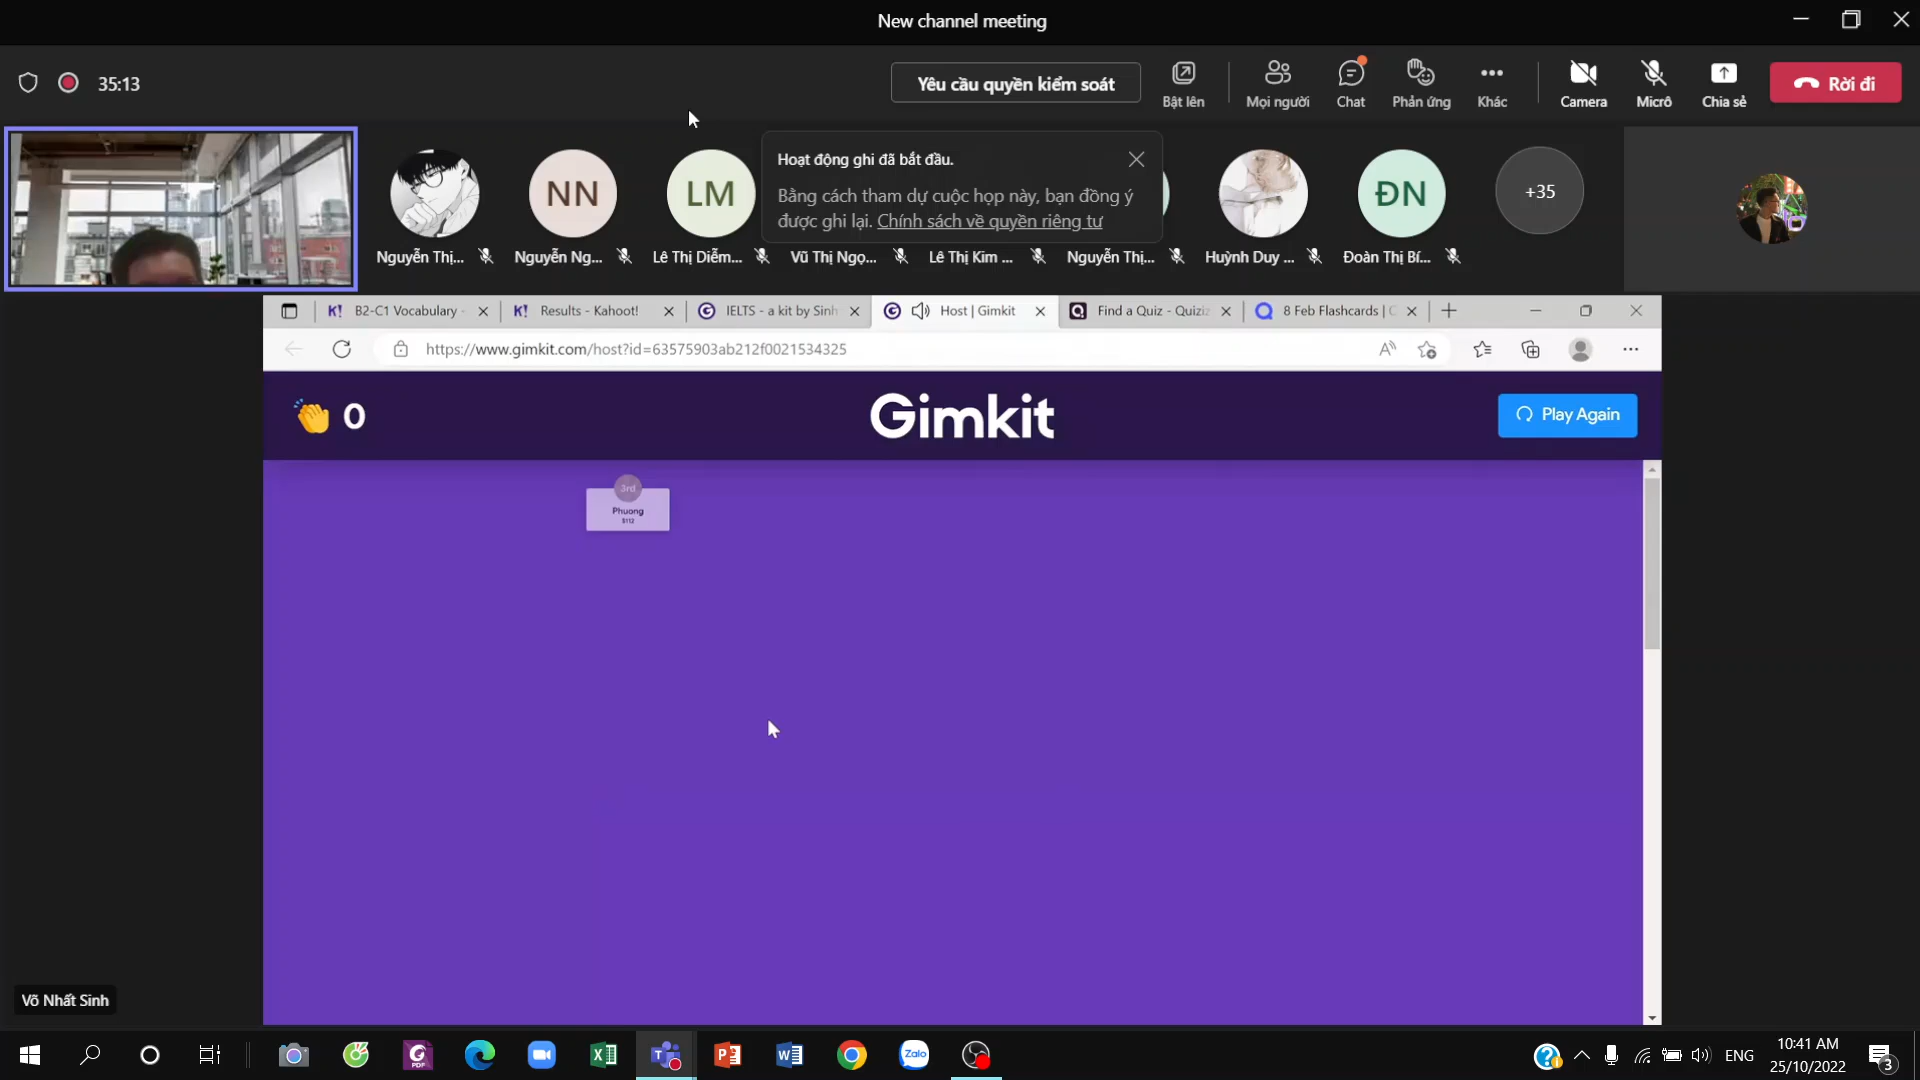 New channel meeting
35:13
Yêu cầu quyền kiểm soát
Bật lên
Mọi người
Chat
Phản ứng
Khác
Camera
Micrô
Chia sẻ
Rời đi
NN
LM
ĐN
+35
Hoạt động ghi đã bắt đầu.
Bằng cách tham dự cuộc họp này, bạn đồng ý
được ghi lại. Chính sách về quyền riêng tư
Nguyễn Thị...
Nguyễn Ng...
Lê Thị Diễm...
Vũ Thị Ngọ...
Lê Thị Kim ...
Nguyễn Thị...
Huỳnh Duy ...
Đoàn Thị Bí...
K! B2-C1 Vocabulary -
K! Results - Kahoot!
IELTS - a kit by Sinh
Host | Gimkit
Find a Quiz - Quiziz
8 Feb Flashcards |
https://www.gimkit.com/host?id=63575903ab212f0021534325
0
Gimkit
Play Again
3rd
Phuong
$112
Võ Nhất Sinh
Zalo
ENG
10:41 AM
25/10/2022
3